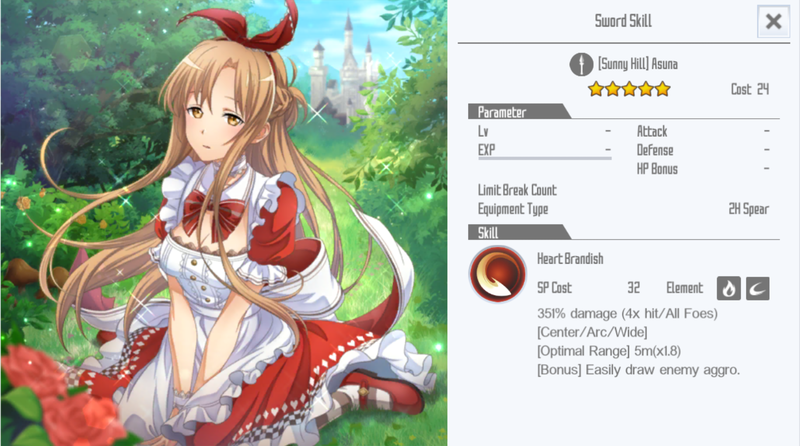 Sword Skill
[Sunny Hill] Asuna
Cost 24
Parameter
Lv - Attack -
EXP - Defense -
HP Bonus -
Limit Break Count
Equipment Type 2H Spear
Skill
Heart Brandish
SP Cost 32 Element
351% damage (4x hit/All Foes)
[Center/Arc/Wide]
[Optimal Range] 5m(x1.8)
[Bonus] Easily draw enemy aggro.